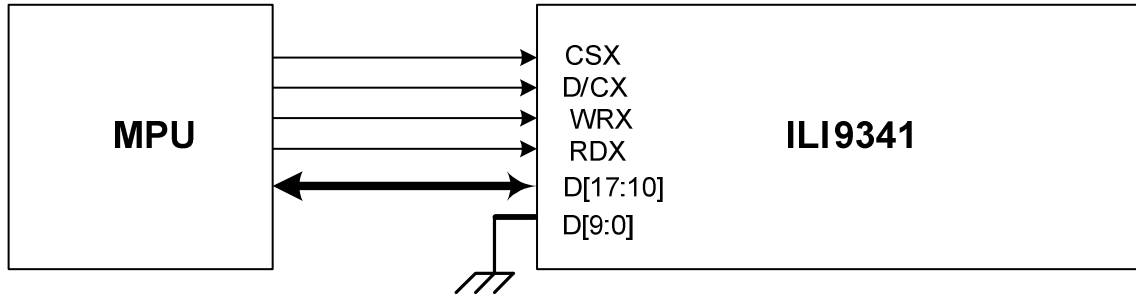 MPU
CSX
D/CX
WRX
RDX
D[17:10]
D[9:0]
ILI9341